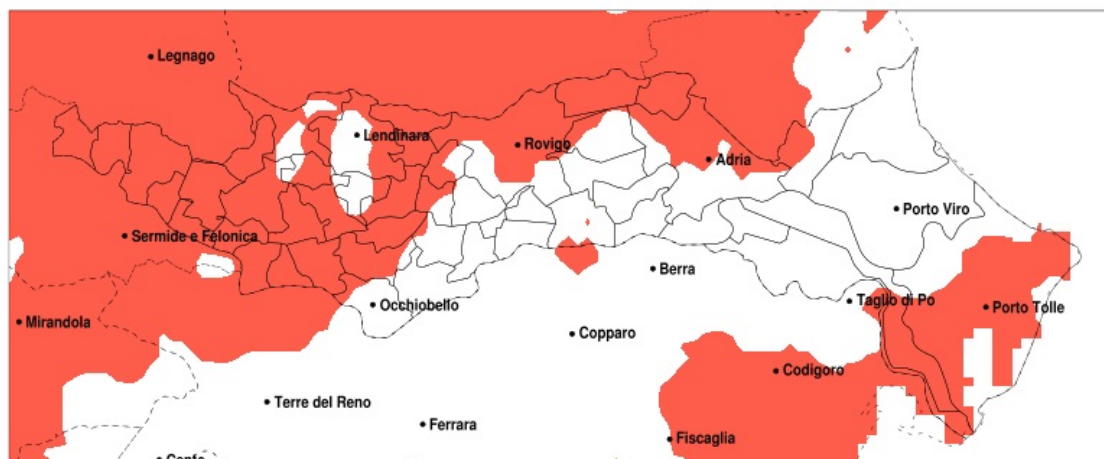 Legnago
Lendinara
Rovigo
Adria
Porto Viro
Sermide e Felonica
Berra
Occhiobello
Taglio di Po
Porto Tolle
Mirandola
Copparo
Codigoro
Terre del Reno
Ferrara
Fiscaglia